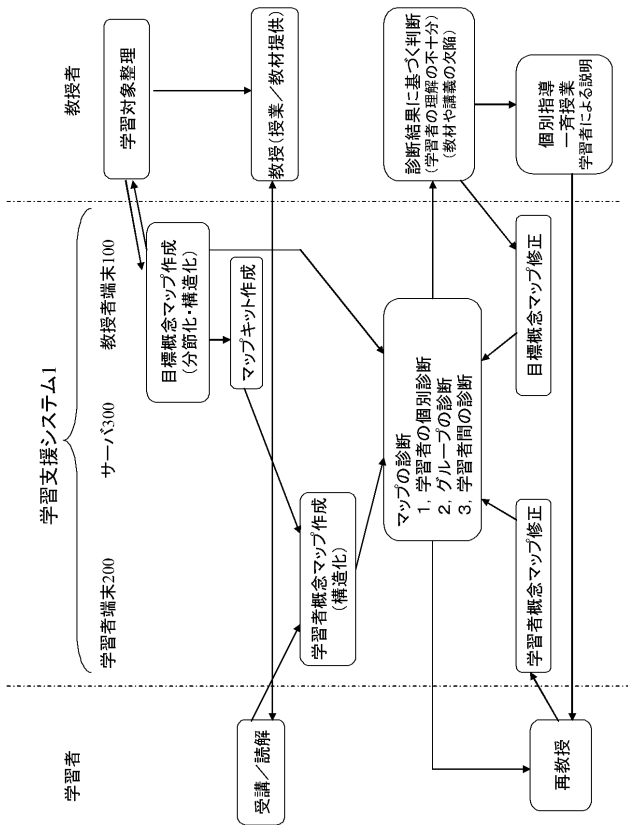 学習支援システム1
学習者
学習者端末200
サーバ300
教授者端末100
教授者
学習対象整理
目標概念マップ作成
(分節化・構造化)
教授(授業/教材提供)
マップキット作成
受講/読解
学習者概念マップ作成
(構造化)
マップの診断
1, 学習者の個別診断
2, グループの診断
3, 学習者間の診断
診断結果に基づく判断
(学習者の理解の不十分)
(教材や講義の欠陥)
目標概念マップ修正
学習者概念マップ修正
個別指導
一斉授業
学習者による説明
再教授